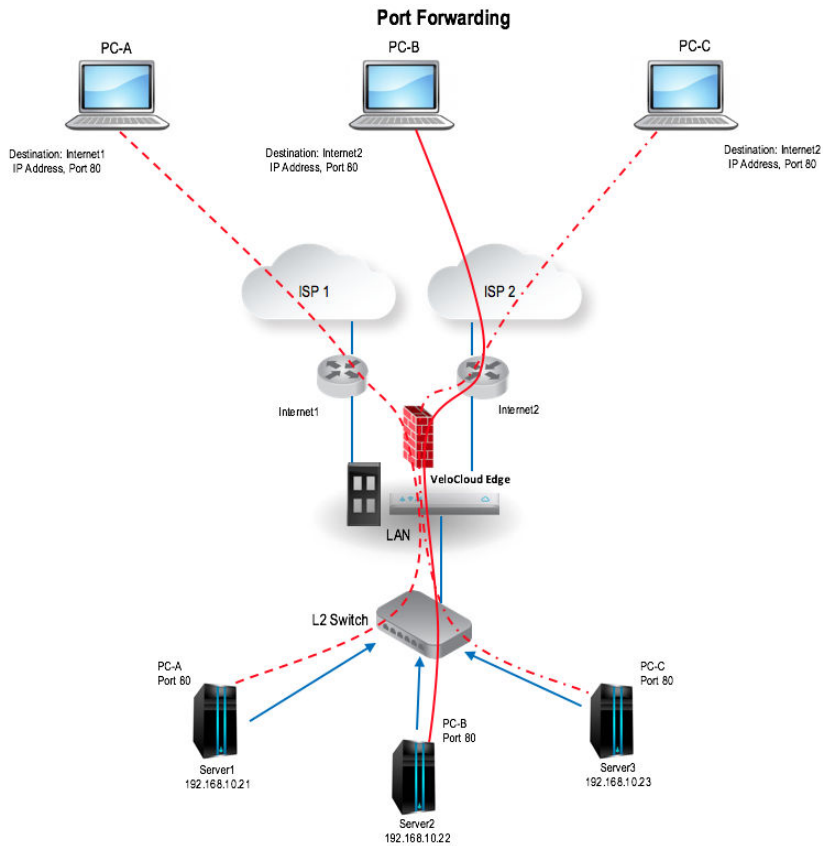 Port Forwarding
PC-A
PC-B
PC-C
Destination: Internet1
IP Address, Port 80
Destination: Internet2
IP Address, Port 80
Destination: Internet2
IP Address, Port 80
ISP 1
ISP 2
Internet1
Internet2
VeloCloud Edge
LAN
L2 Switch
PC-A
Port 80
PC-B
Port 80
PC-C
Port 80
Server1
192.168.10.21
Server2
192.168.10.22
Server3
192.168.10.23